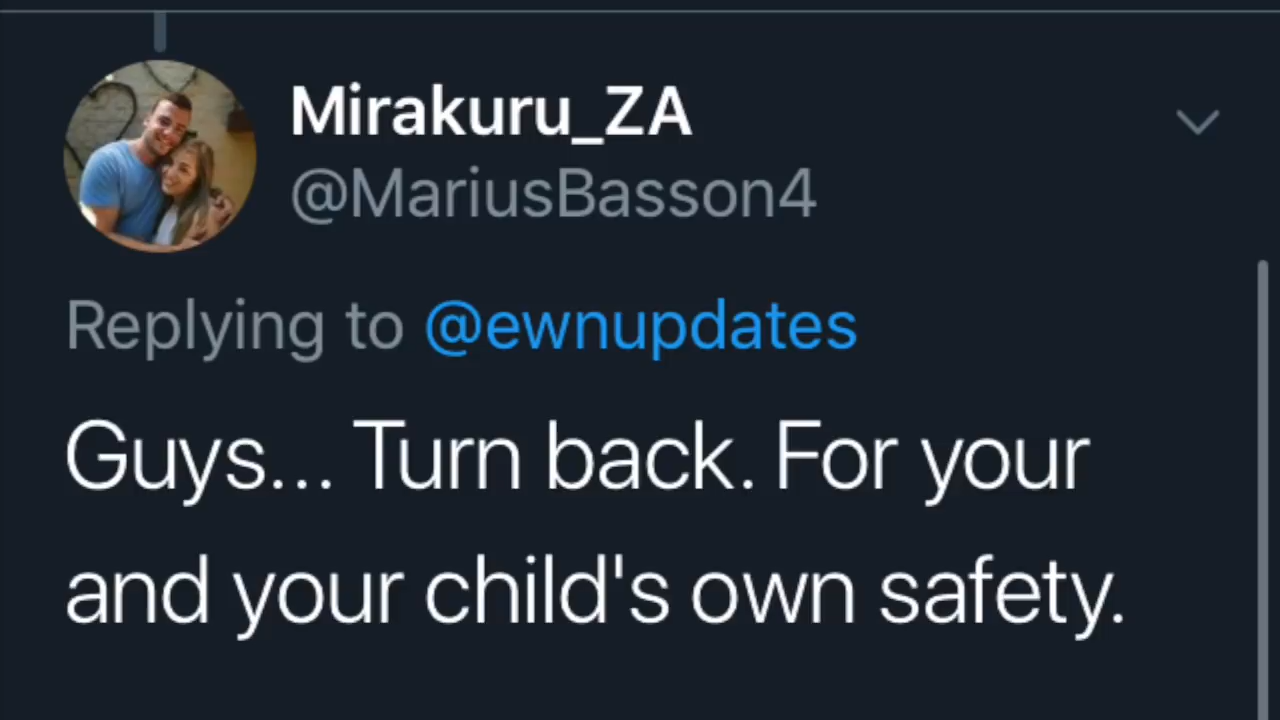 Mirakuru_ZA
@MariusBasson4
Replying to @ewnupdates
Guys... Turn back. For your
and your child's own safety.